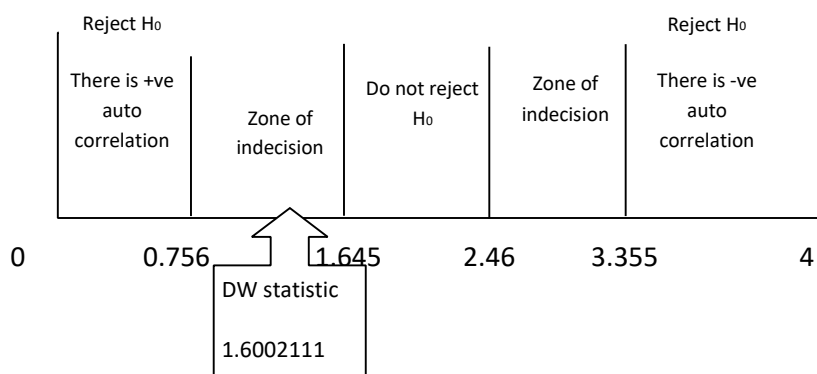 Reject H₀
Reject H₀
There is +ve
auto
correlation
Zone of
indecision
Do not reject
H₀
Zone of
indecision
There is -ve
auto
correlation
0 0.756 1.645 2.46 3.355 4
DW statistic
1.6002111